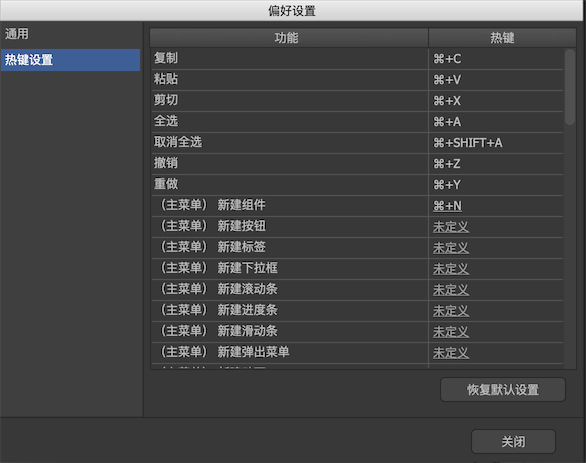 偏好设置
通用
热键设置
功能 热键
复制 ⌘+C
粘贴 ⌘+V
剪切 ⌘+X
全选 ⌘+A
取消全选 ⌘+SHIFT+A
撤销 ⌘+Z
重做 ⌘+Y
（主菜单） 新建组件 ⌘+N
（主菜单） 新建按钮 未定义
（主菜单） 新建标签 未定义
（主菜单） 新建下拉框 未定义
（主菜单） 新建滚动条 未定义
（主菜单） 新建进度条 未定义
（主菜单） 新建滑动条 未定义
（主菜单） 新建弹出菜单 未定义
恢复默认设置
关闭